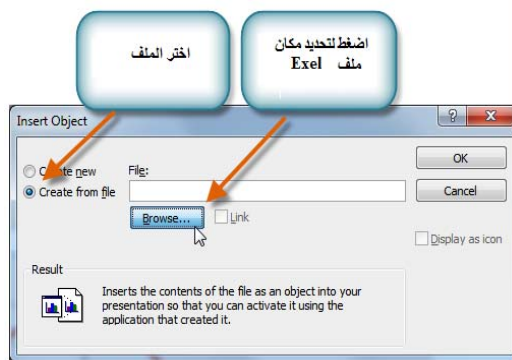 اختر الملف
اضغط لتحديد مكان
ملف Exel
Insert Object
Create new
File:
OK
Create from file
Cancel
Browse...
Link
Display as icon
Result
Inserts the contents of the file as an object into your
presentation so that you can activate it using the
application that created it.